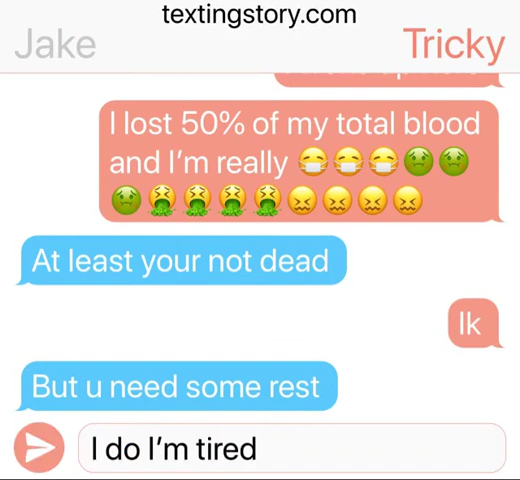 textingstory.com
Jake
Tricky
I lost 50% of my total blood
and I'm really 😷😷😷🤢🤢
🤢🤮🤮🤮🤮😖😖😖😖
At least your not dead
Ik
But u need some rest
I do I'm tired